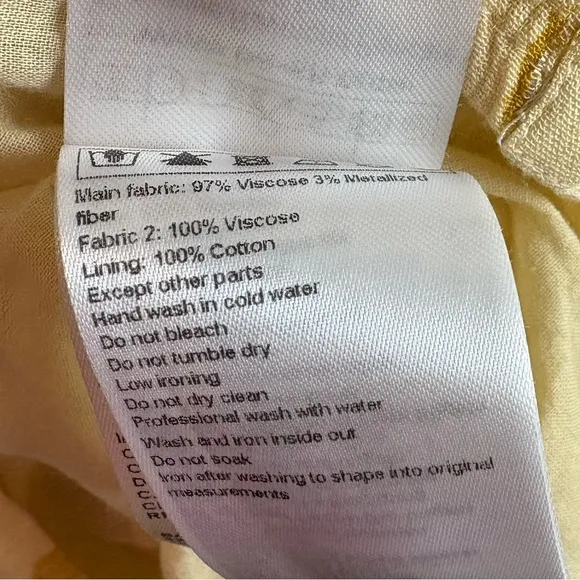 Main fabric: 97% Viscose 3% Metallized
fiber
Fabric 2: 100% Viscose
Lining: 100% Cotton
Except other parts
Hand wash in cold water
Do not bleach
Do not tumble dry
Low ironing
Do not dry clean
Professional wash with water
Wash and iron inside out
Do not soak
Iron after washing to shape into original
measurements